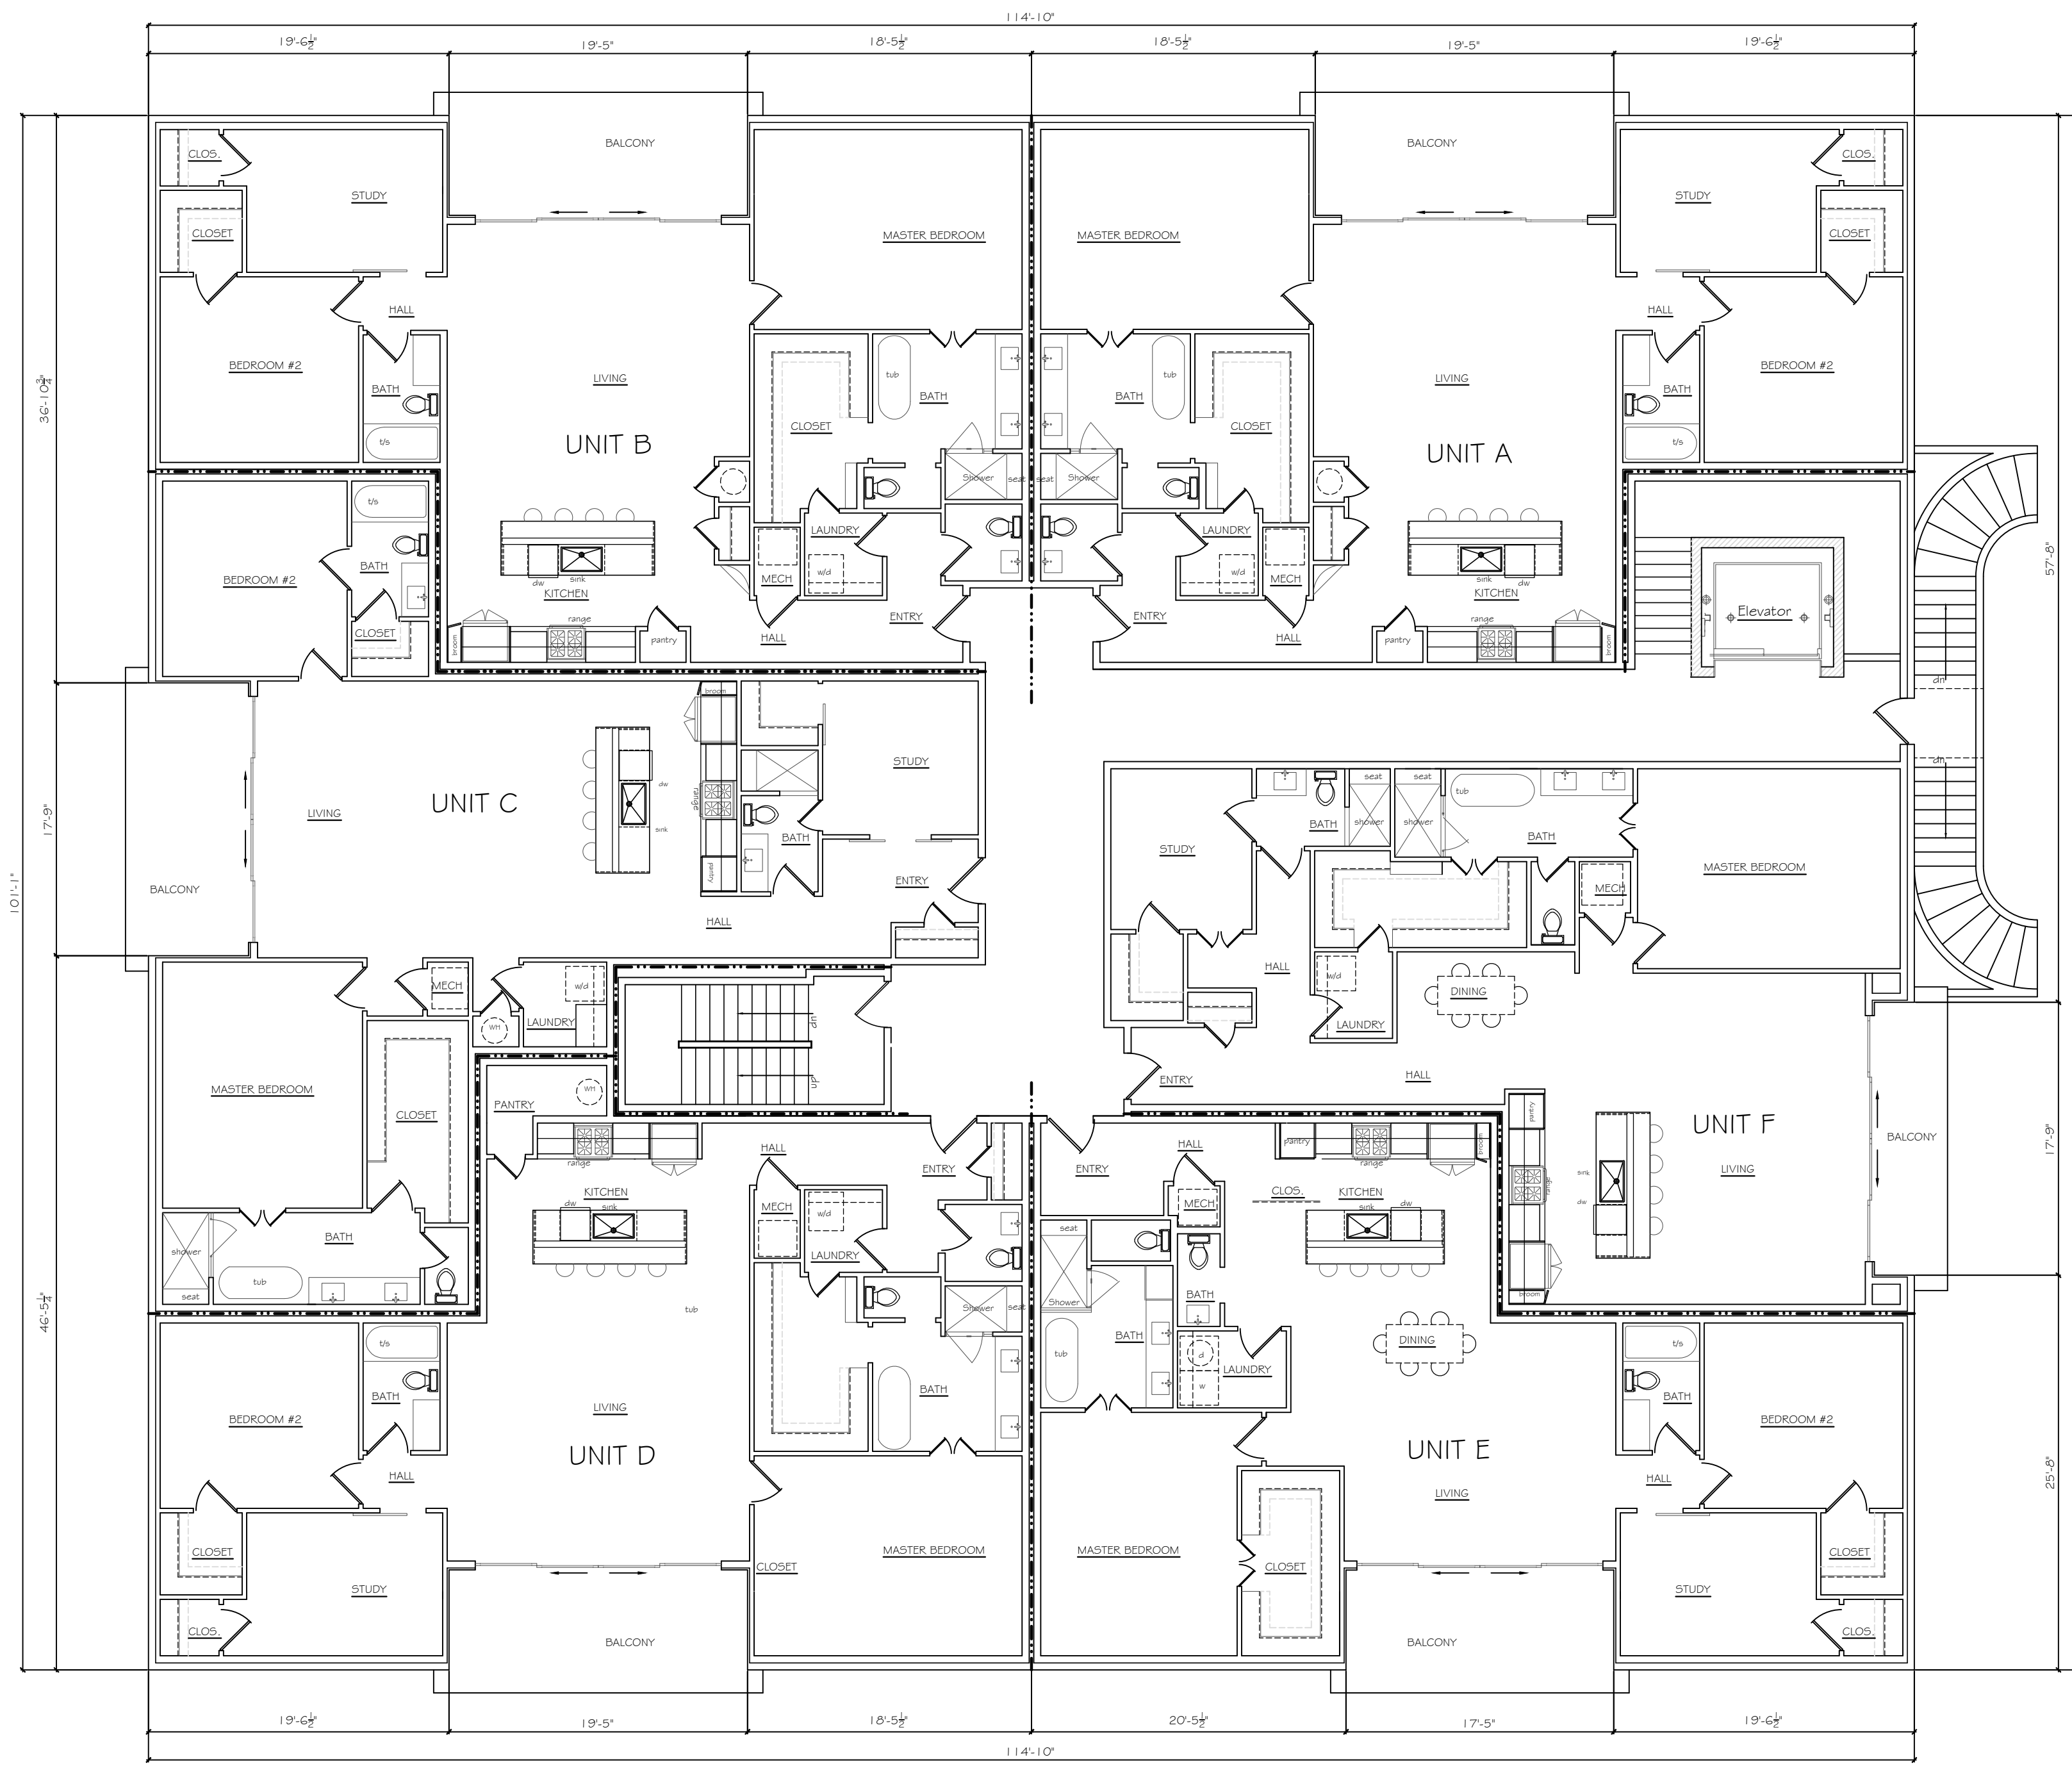 114'-10"
19'-6½" 19'-5" 18'-5½" 18'-5½" 19'-5" 19'-6½"
BALCONY BALCONY
CLOS. CLOS.
STUDY STUDY
CLOSET MASTER BEDROOM MASTER BEDROOM CLOSET
HALL HALL
BEDROOM #2 LIVING tub tub LIVING BEDROOM #2
BATH BATH BATH BATH
36'-10¾"
CLOSET CLOSET
t/s UNIT B UNIT A t/s
Shower seat seat Shower
t/s
LAUNDRY LAUNDRY
57'-8"
BEDROOM #2 BATH
dw sink MECH w/d w/d MECH sink dw
KITCHEN KITCHEN
Elevator
range ENTRY ENTRY range
CLOSET broom pantry HALL HALL pantry broom
dn
broom
STUDY
dn
seat seat
dw tub
UNIT C range
LIVING sink shower shower
BATH BATH BATH
17'-9"
STUDY
MASTER BEDROOM
pantry
BALCONY ENTRY MECH
101'-1"
HALL
HALL
MECH w/d w/d DINING
WH LAUNDRY dn LAUNDRY
up
MASTER BEDROOM WH ENTRY HALL
PANTRY
CLOSET pantry
UNIT F
BALCONY
17'-9"
HALL HALL pantry broom
range ENTRY ENTRY range
LIVING
sink
range
KITCHEN CLOS. KITCHEN
dw sink MECH w/d MECH sink dw
dw
seat
BATH
shower LAUNDRY
tub
seat
Shower seat Shower BATH
broom
tub
46'-5¼"
t/s BATH DINING t/s
tub d
LAUNDRY
w
BATH BATH BATH
BEDROOM #2 LIVING BEDROOM #2
UNIT D UNIT E
HALL HALL
25'-8"
LIVING
CLOSET CLOSET MASTER BEDROOM MASTER BEDROOM CLOSET CLOSET
STUDY STUDY
CLOS. CLOS.
BALCONY BALCONY
19'-6½" 19'-5" 18'-5½" 20'-5½" 17'-5" 19'-6½"
114'-10"